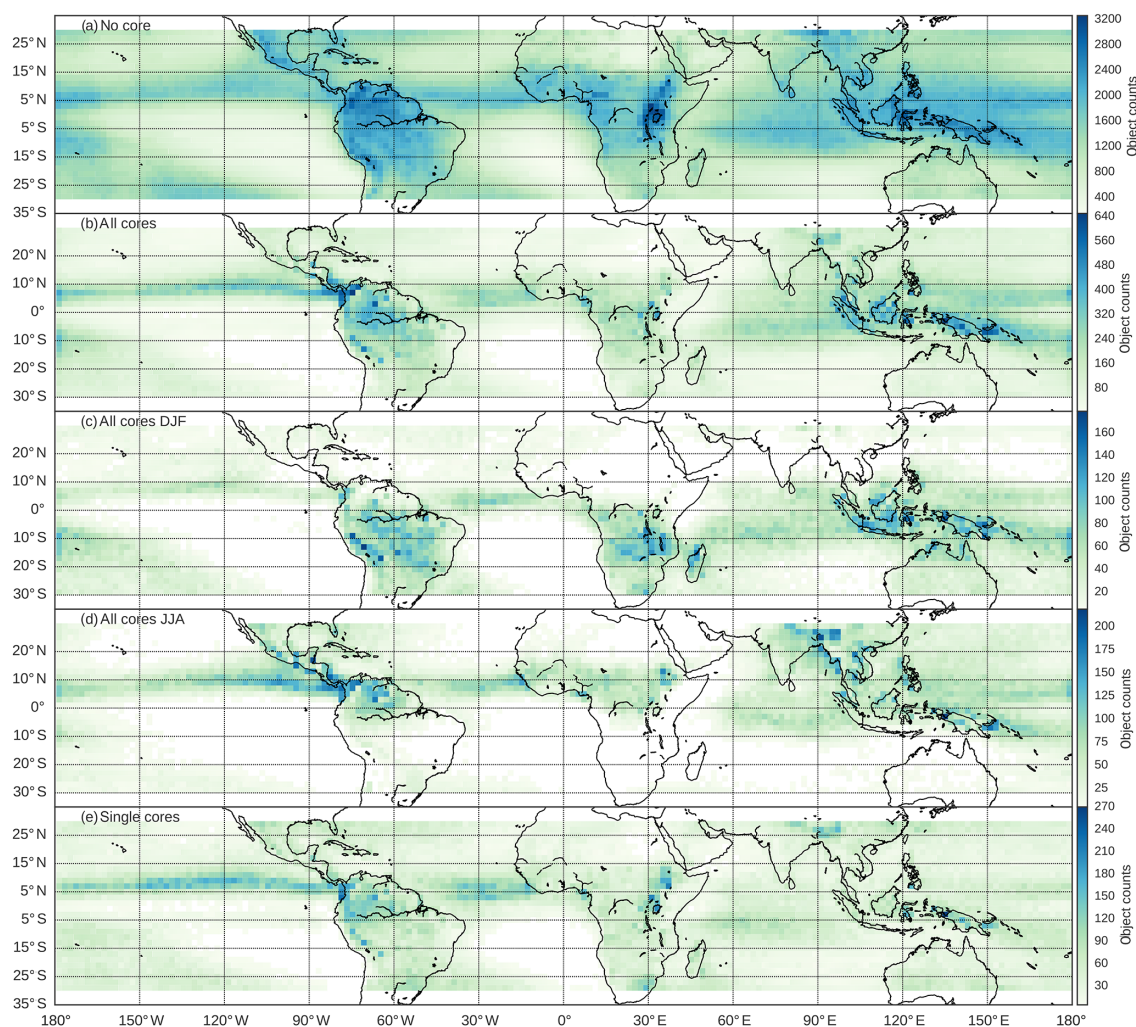 (a) No core
25° N
15° N
5° N
5° S
15° S
25° S
35° S
3200
2800
2400
2000
1600
1200
800
400
Object counts
(b) All cores
20° N
10° N
0°
10° S
20° S
30° S
640
560
480
400
320
240
160
80
Object counts
(c) All cores DJF
20° N
10° N
0°
10° S
20° S
30° S
160
140
120
100
80
60
40
20
Object counts
(d) All cores JJA
20° N
10° N
0°
10° S
20° S
30° S
200
175
150
125
100
75
50
25
Object counts
(e) Single cores
25° N
15° N
5° N
5° S
15° S
25° S
35° S
270
240
210
180
150
120
90
60
30
Object counts
180° 150° W 120° W 90° W 60° W 30° W 0° 30° E 60° E 90° E 120° E 150° E 180°